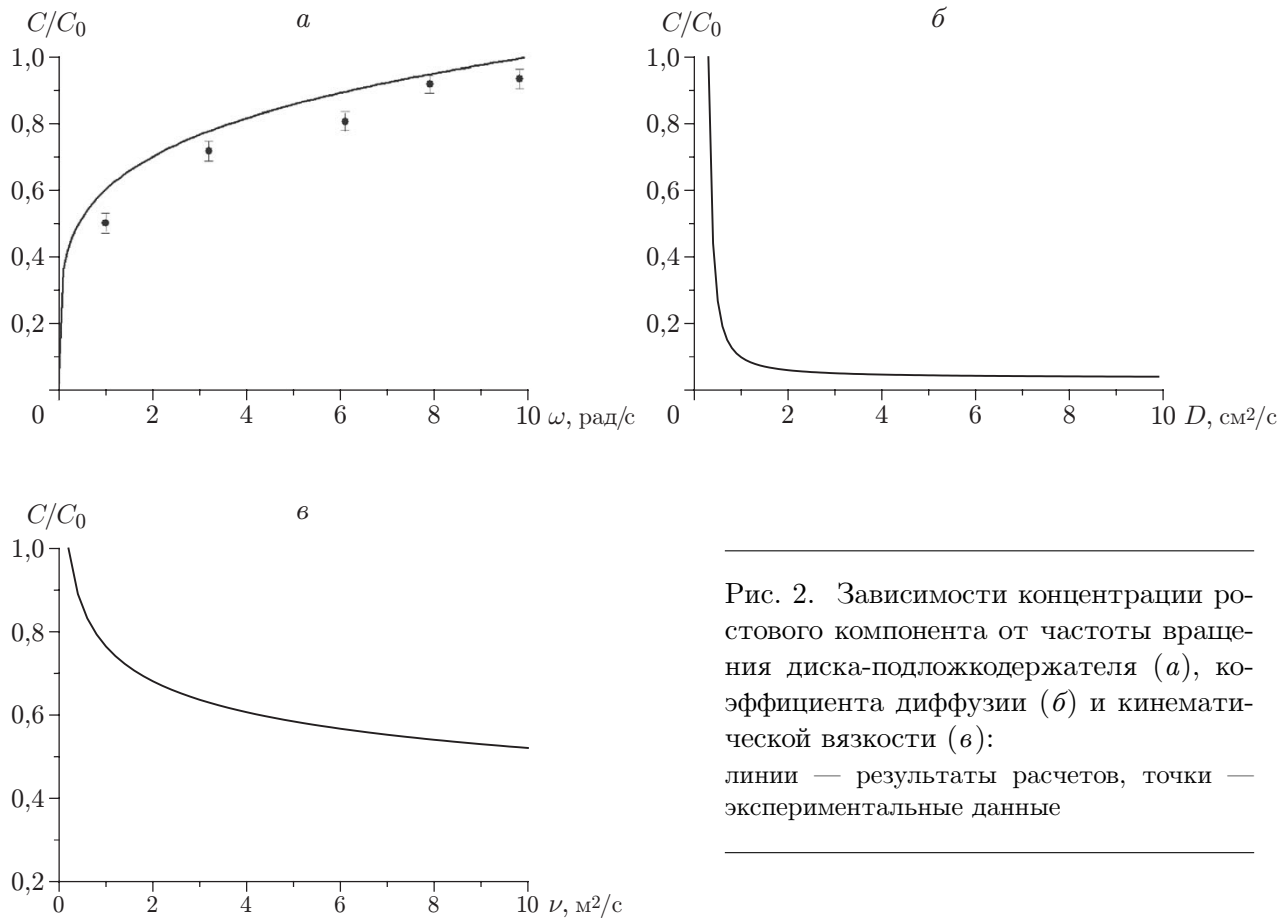 C/C₀
а
1,0
0,8
0,6
0,4
0,2
0
2
4
6
8
10
ω, рад/с
C/C₀
б
1,0
0,8
0,6
0,4
0,2
0
2
4
6
8
10
D, см²/с
C/C₀
в
1,0
0,8
0,6
0,4
0,2
0
2
4
6
8
10
ν, м²/с
Рис. 2. Зависимости концентрации ро-
стового компонента от частоты враще-
ния диска-подложкодержателя (а), ко-
эффициента диффузии (б) и кинемати-
ческой вязкости (в):
линии — результаты расчетов, точки —
экспериментальные данные